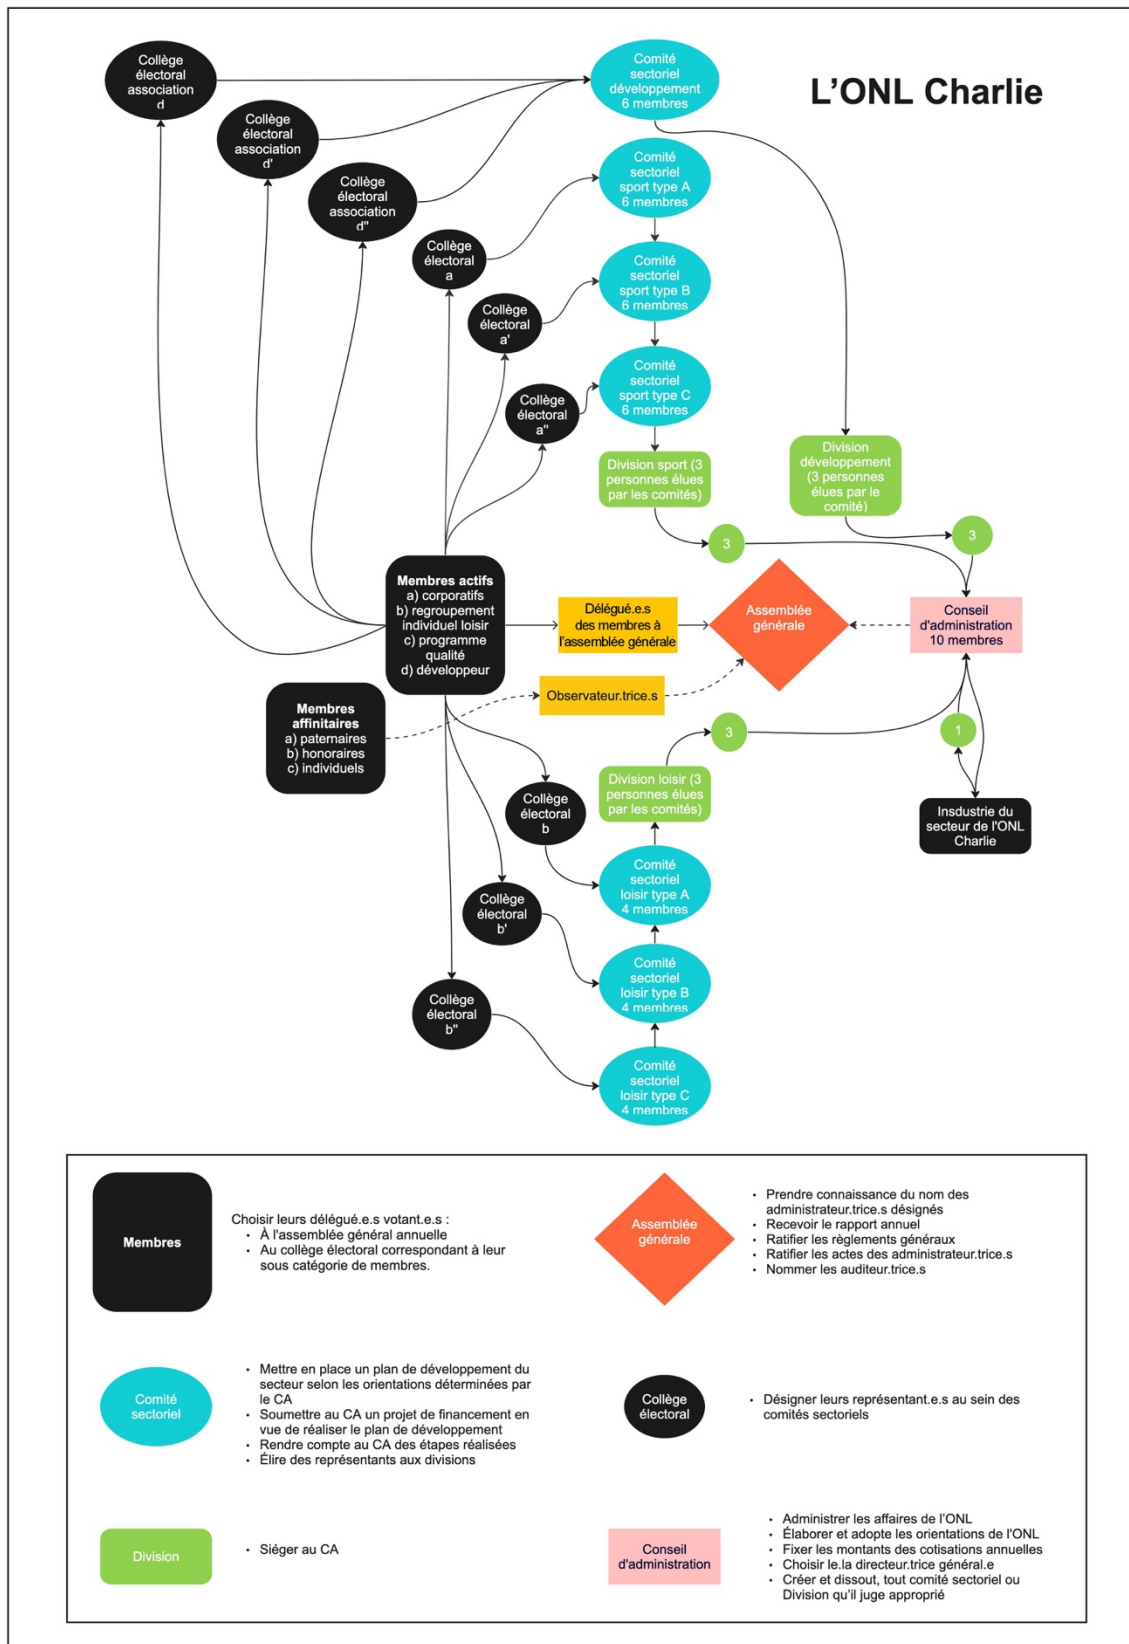 L'ONL Charlie
Collège
électoral
association
d
Collège
électoral
association
d'
Collège
électoral
association
d"
Collège
électoral
a
Collège
électoral
a'
Collège
électoral
a"
Comité
sectoriel
développement
6 membres
Comité
sectoriel
sport type A
6 membres
Comité
sectoriel
sport type B
6 membres
Comité
sectoriel
sport type C
6 membres
Division sport (3
personnes élues
par les comités)
3
Division
développement
(3 personnes
élues par le
comité)
3
Membres actifs
a) corporatifs
b) regroupement
individuel loisir
c) programme
qualité
d) développeur
Délégué.e.s
des membres à
l'assemblée générale
Assemblée
générale
Conseil
d'administration
10 membres
Membres
affinitaires
a) paternaires
b) honoraires
c) individuels
Observateur.trice.s
3
1
Division loisir (3
personnes élues
par les comités)
Insdustrie du
secteur de l'ONL
Charlie
Collège
électoral
b
Collège
électoral
b'
Collège
électoral
b"
Comité
sectoriel
loisir type A
4 membres
Comité
sectoriel
loisir type B
4 membres
Comité
sectoriel
loisir type C
4 membres
Membres
Choisir leurs délégué.e.s votant.e.s :
• À l'assemblée général annuelle
• Au collège électoral correspondant à leur
sous catégorie de membres.
Assemblée
générale
• Prendre connaissance du nom des
administrateur.trice.s désignés
• Recevoir le rapport annuel
• Ratifier les règlements généraux
• Ratifier les actes des administrateur.trice.s
• Nommer les auditeur.trice.s
Comité
sectoriel
• Mettre en place un plan de développement du
secteur selon les orientations déterminées par
le CA
• Soumettre au CA un projet de financement en
vue de réaliser le plan de développement
• Rendre compte au CA des étapes réalisées
• Élire des représentants aux divisions
Collège
électoral
• Désigner leurs représentant.e.s au sein des
comités sectoriels
Division
• Siéger au CA
Conseil
d'administration
• Administrer les affaires de l'ONL
• Élaborer et adopte les orientations de l'ONL
• Fixer les montants des cotisations annuelles
• Choisir le.la directeur.trice général.e
• Créer et dissout, tout comité sectoriel ou
Division qu'il juge approprié